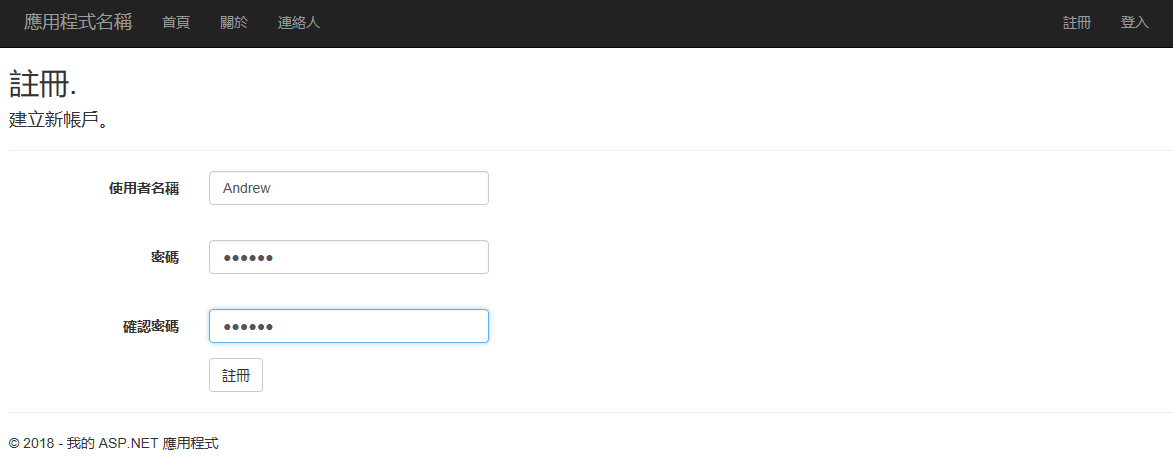 應用程式名稱 首頁 關於 連絡人 註冊 登入
註冊.
建立新帳戶。
使用者名稱 Andrew
密碼 ●●●●●●
確認密碼 ●●●●●●
註冊
© 2018 - 我的 ASP.NET 應用程式